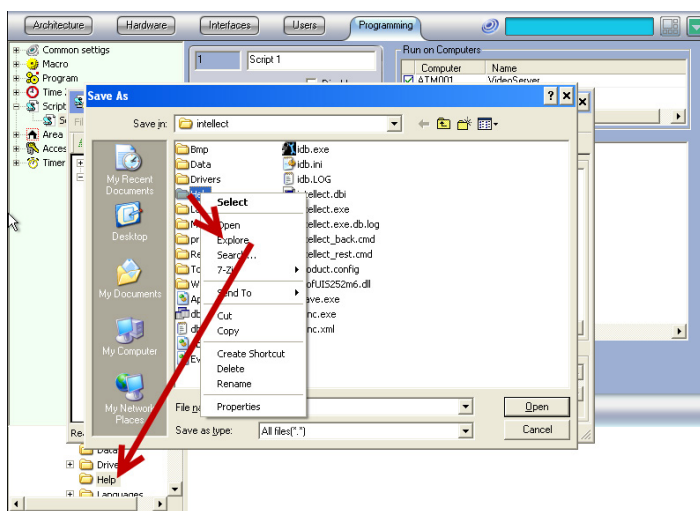 Architecture Hardware Interfaces Users Programming
Common settigs
Macro
Program
Time
Script
Area
Acces
Timer
1 Script 1
Run on Computers
Computer Name
ATM001 VideoServer
Save As
Save in: intellect
My Recent Documents
Desktop
My Documents
My Computer
My Network Places
Bmp
Data
Drivers
idb.exe
idb.ini
idb.LOG
intellect.dbi
ellect.exe
ellect.exe.db.log
ellect_back.cmd
ellect_rest.cmd
oduct.config
ofUIS252m6.dll
ave.exe
nc.exe
nc.xml
Select
Open
Explore
Search...
7-Zip
Send To
Cut
Copy
Create Shortcut
Delete
Rename
Properties
File name:
Open
Save as type: All files(*.*)
Cancel
Data
Drive
Help
Languages